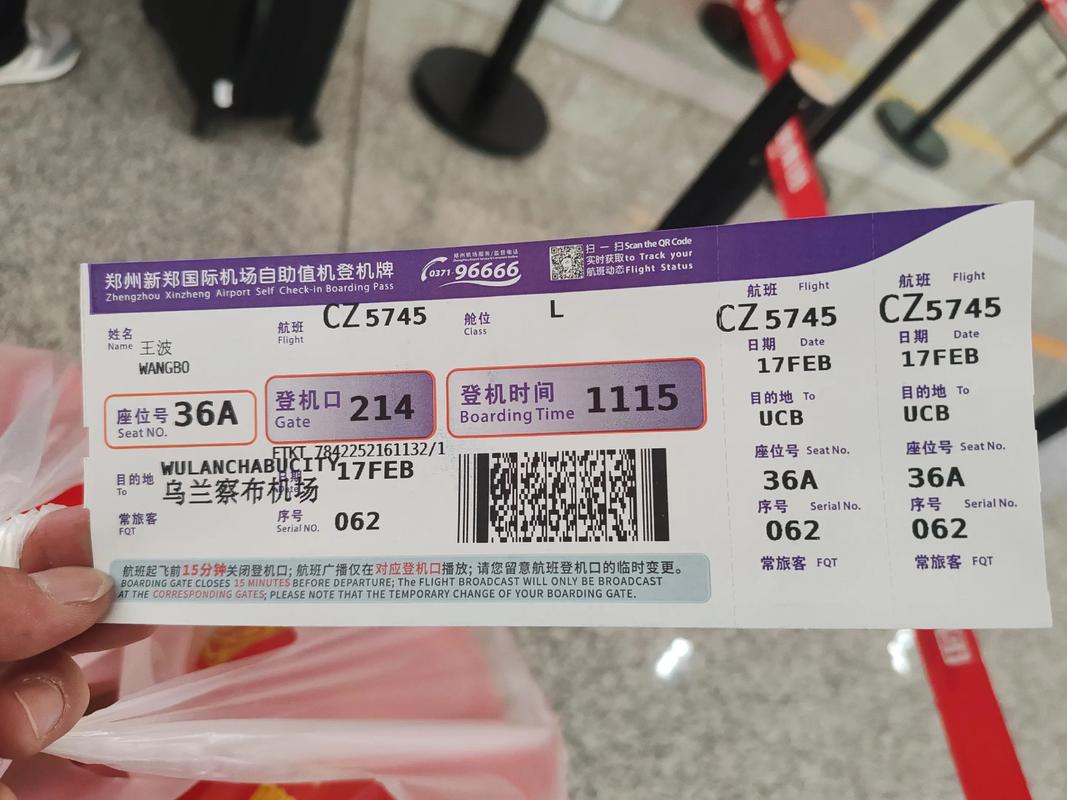 郑州新郑国际机场自助值机登机牌
Zhengzhou Xinzheng Airport Self Check-in Boarding Pass
郑州机场服务/监督电话
0371-96666
扫一扫 Scan the QR Code
实时获取 to Track your
航班动态 Flight Status
姓名 Name 王波
WANGBO
航班 Flight CZ5745
舱位 Class L
座位号 Seat NO. 36A
登机口 Gate 214
登机时间 Boarding Time 1115
ETKT 7842252161132/1
目的地 To WULANCHABUCITY
乌兰察布机场
17FEB
常旅客 FQT
序号 Serial NO. 062
航班起飞前15分钟关闭登机口; 航班广播仅在对应登机口播放; 请您留意航班登机口的临时变更。
BOARDING GATE CLOSES 15 MINUTES BEFORE DEPARTURE; The FLIGHT BROADCAST WILL ONLY BE BROADCAST
AT THE CORRESPONDING GATES; PLEASE NOTE THAT THE TEMPORARY CHANGE OF YOUR BOARDING GATE.
航班 Flight
CZ5745
日期 Date
17FEB
目的地 To
UCB
座位号 Seat No.
36A
序号 Serial No.
062
常旅客 FQT
航班 Flight
CZ5745
日期 Date
17FEB
目的地 To
UCB
座位号 Seat No.
36A
序号 Serial No.
062
常旅客 FQT